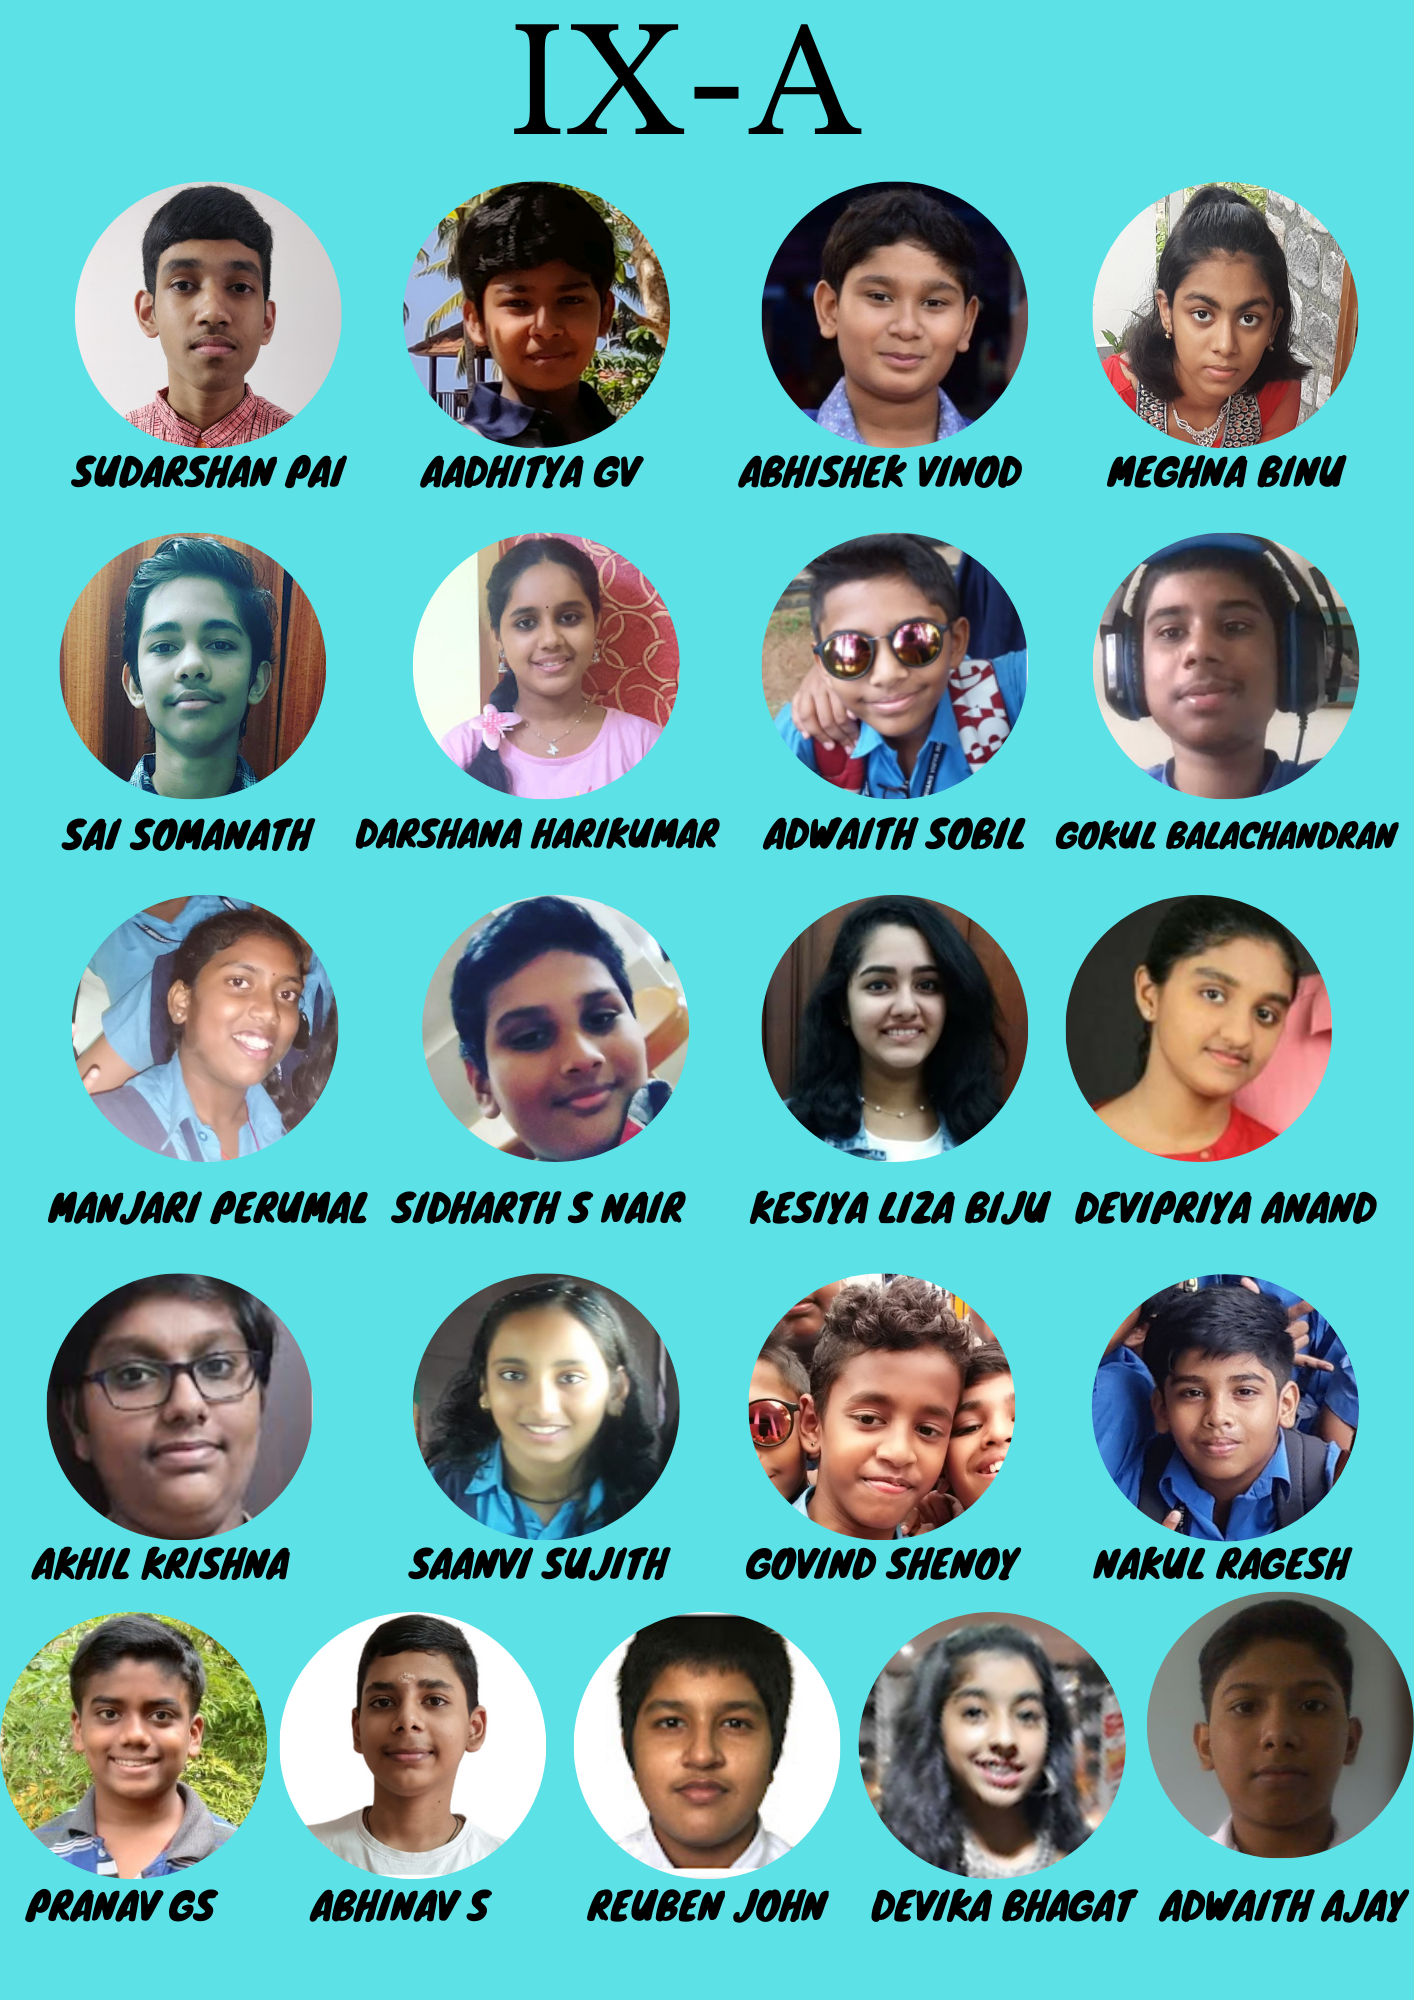 IX-A
SUDARSHAN PAI AADHITYA GV ABHISHEK VINOD MEGHNA BINU
SAI SOMANATH DARSHANA HARIKUMAR ADWAITH SOBIL GOKUL BALACHANDRAN
MANJARI PERUMAL SIDHARTH S NAIR KESIYA LIZA BIJU DEVIPRIYA ANAND
AKHIL KRISHNA SAANVI SUJITH GOVIND SHENOY NAKUL RAGESH
PRANAV GS ABHINAV S REUBEN JOHN DEVIKA BHAGAT ADWAITH AJAY